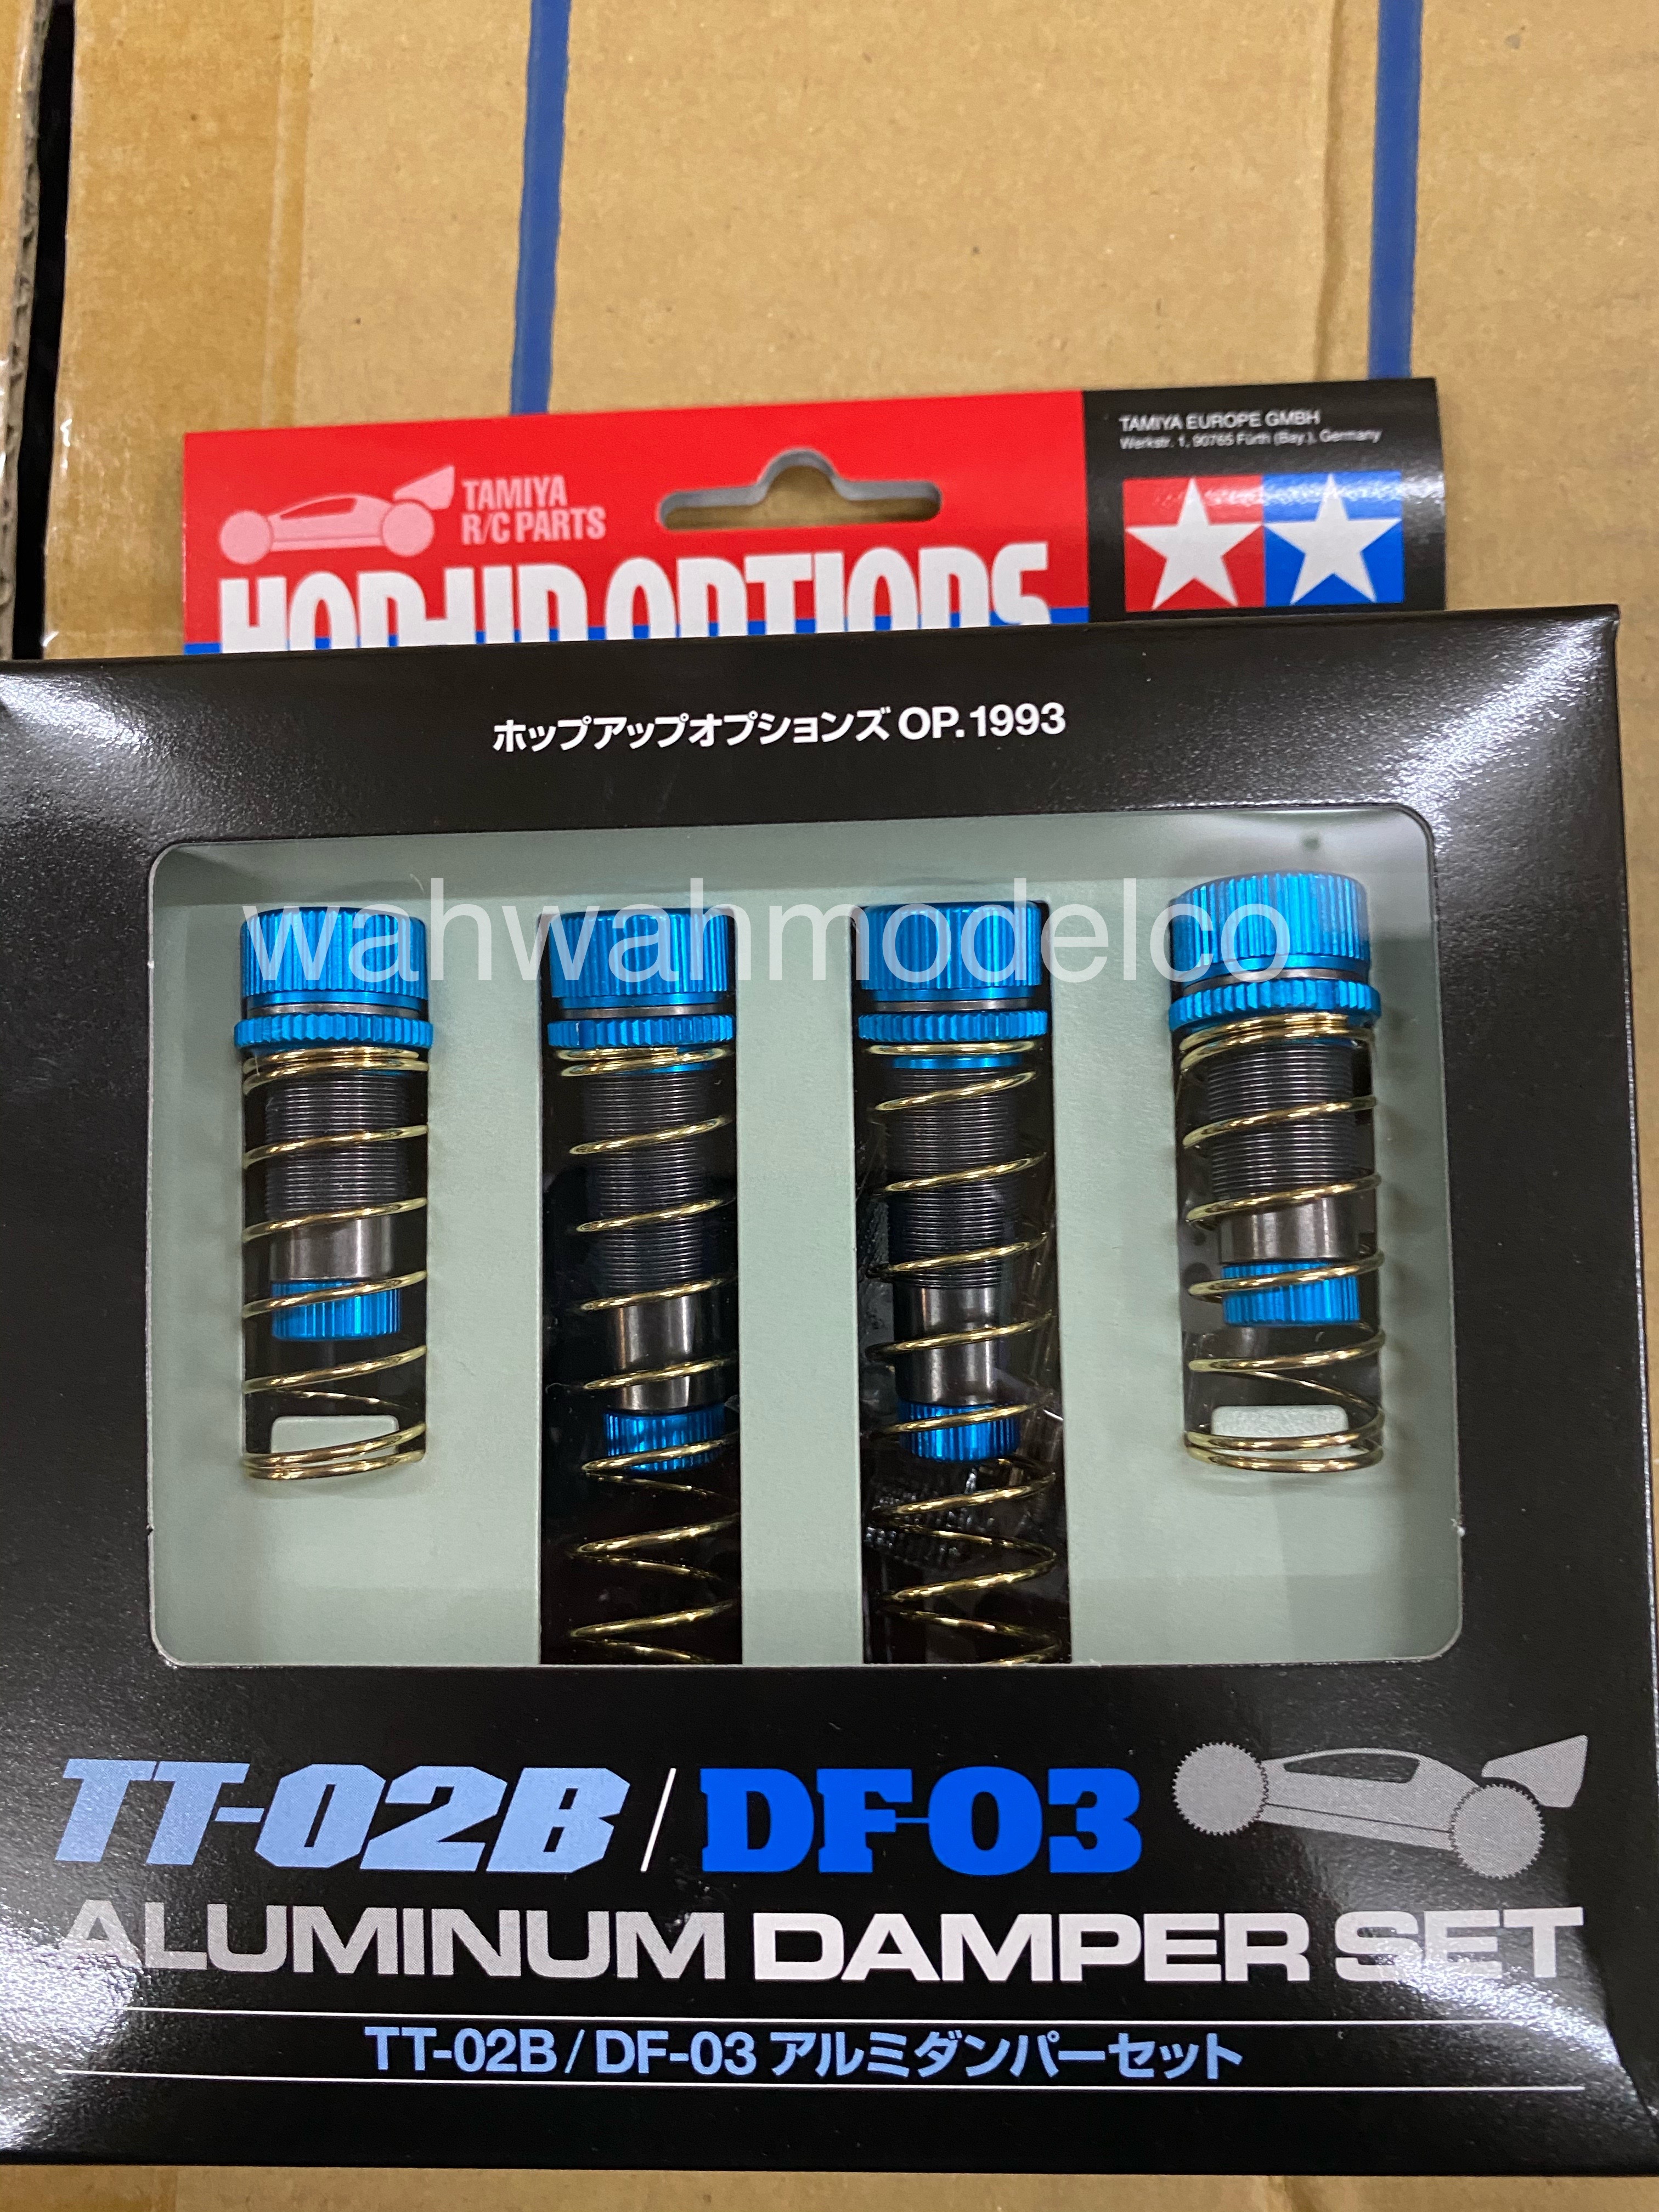 TAMIYA EUROPE GMBH
Werkstr. 1, 90765 Fürth (Bay.), Germany
TAMIYA
R/C PARTS
HOP-UP OPTIONS
ホップアップオプションズ OP.1993
wahwahmodelco
TT-02B / DF-03
ALUMINUM DAMPER SET
TT-02B / DF-03 アルミダンパーセット